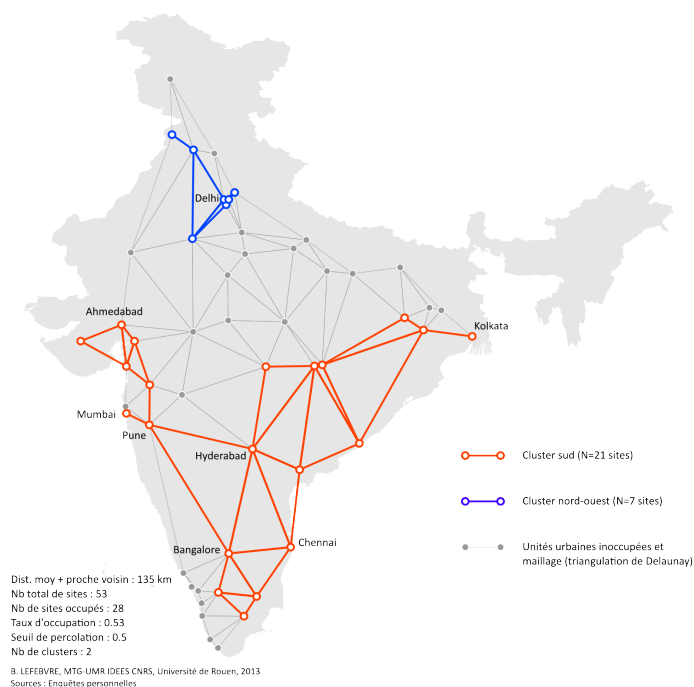 Delhi
Ahmedabad
Kolkata
Mumbai
Pune
Hyderabad
Cluster sud (N=21 sites)
Cluster nord-ouest (N=7 sites)
Chennai
Bangalore
Unités urbaines inoccupées et
maillage (triangulation de Delaunay)
Dist. moy + proche voisin : 135 km
Nb total de sites : 53
Nb de sites occupés : 28
Taux d'occupation : 0.53
Seuil de percolation : 0.5
Nb de clusters : 2
B. LEFEBVRE, MTG-UMR IDEES CNRS, Université de Rouen, 2013
Sources : Enquêtes personnelles